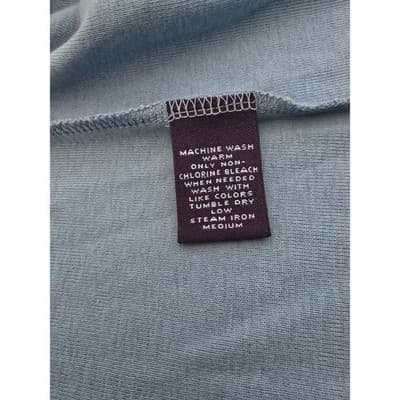 MACHINE WASH
WARM
ONLY NON-
CHLORINE BLEACH
WHEN NEEDED
WASH WITH
LIKE COLORS
TUMBLE DRY
LOW
STEAM IRON
MEDIUM